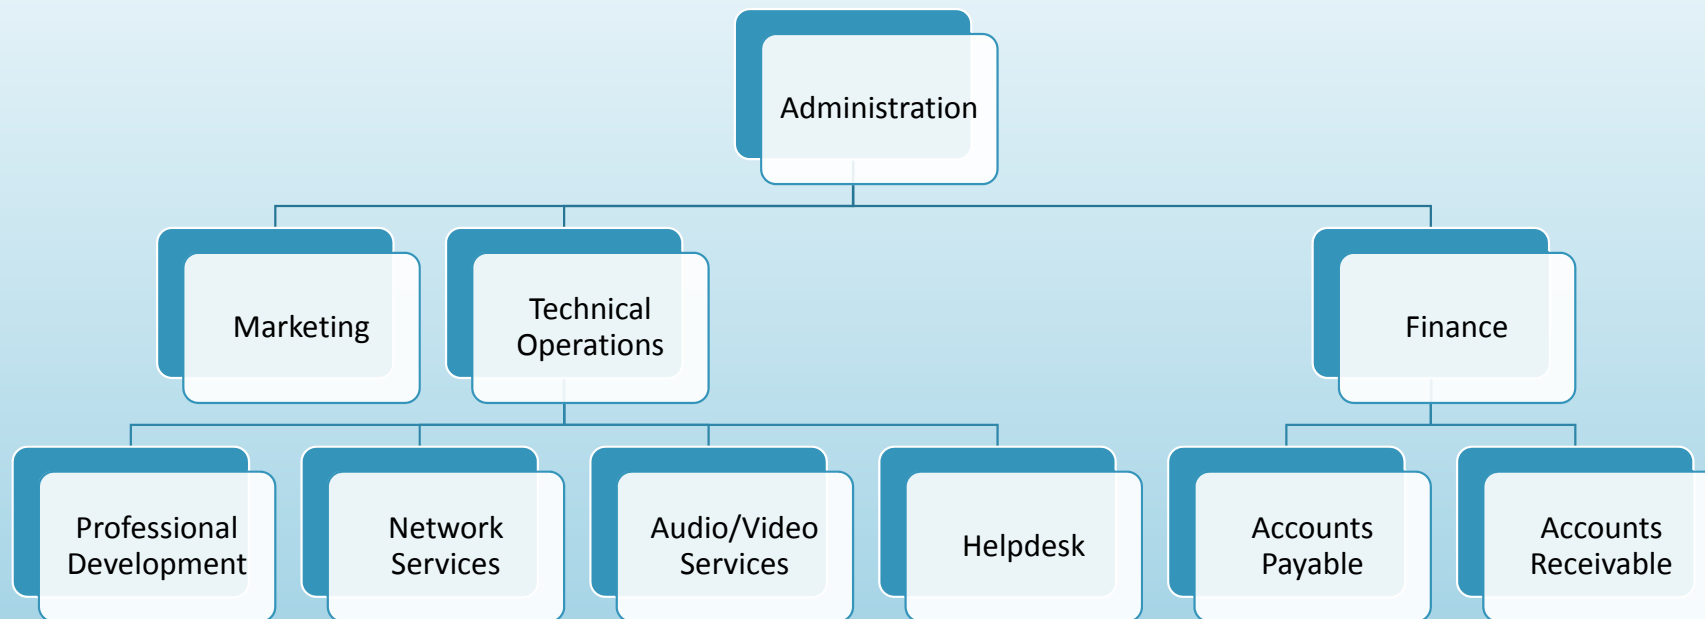 Administration
Marketing
Technical
Operations
Finance
Professional
Development
Network
Services
Audio/Video
Services
Helpdesk
Accounts
Payable
Accounts
Receivable